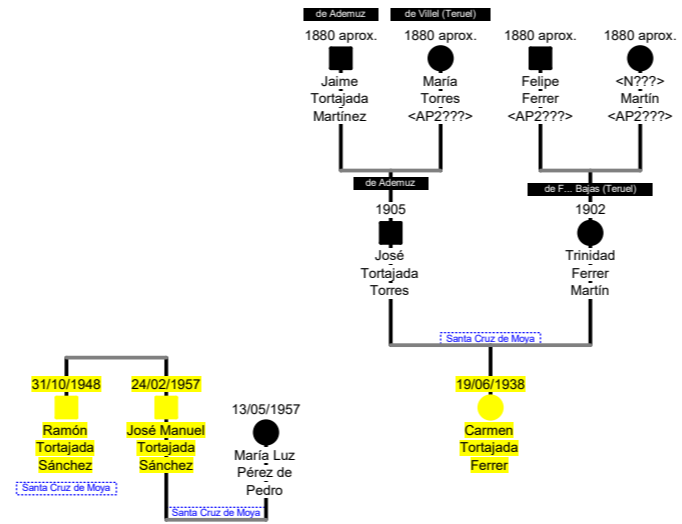 de Ademuz
de Villel (Teruel)
1880 aprox.
1880 aprox.
1880 aprox.
1880 aprox.
Jaime
Tortajada
Martínez
María
Torres
<AP2???>
Felipe
Ferrer
<AP2???>
<N???>
Martín
<AP2???>
de Ademuz
de F... Bajas (Teruel)
1905
1902
José
Tortajada
Torres
Trinidad
Ferrer
Martín
Santa Cruz de Moya
31/10/1948
24/02/1957
13/05/1957
19/06/1938
Ramón
Tortajada
Sánchez
José Manuel
Tortajada
Sánchez
María Luz
Pérez de
Pedro
Carmen
Tortajada
Ferrer
Santa Cruz de Moya
Santa Cruz de Moya